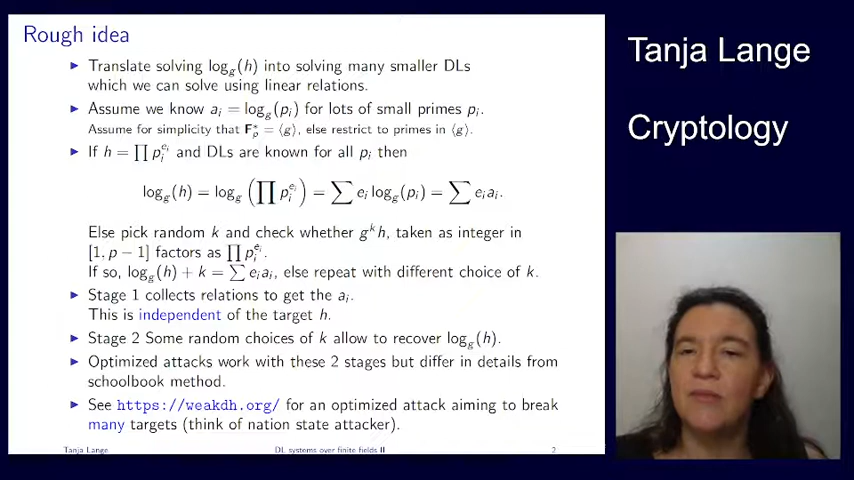 Rough idea
▶ Translate solving log_g(h) into solving many smaller DLs
which we can solve using linear relations.
▶ Assume we know a_i = log_g(p_i) for lots of small primes p_i.
Assume for simplicity that F_p^* = ⟨g⟩, else restrict to primes in ⟨g⟩.
▶ If h = ∏ p_i^{e_i} and DLs are known for all p_i then
log_g(h) = log_g (∏ p_i^{e_i}) = ∑ e_i log_g(p_i) = ∑ e_i a_i.
Else pick random k and check whether g^k h, taken as integer in
[1, p − 1] factors as ∏ p_i^{e_i}.
If so, log_g(h) + k = ∑ e_i a_i, else repeat with different choice of k.
▶ Stage 1 collects relations to get the a_i.
This is independent of the target h.
▶ Stage 2 Some random choices of k allow to recover log_g(h).
▶ Optimized attacks work with these 2 stages but differ in details from
schoolbook method.
▶ See https://weakdh.org/ for an optimized attack aiming to break
many targets (think of nation state attacker).
Tanja Lange DL systems over finite fields II 2
Tanja Lange
Cryptology